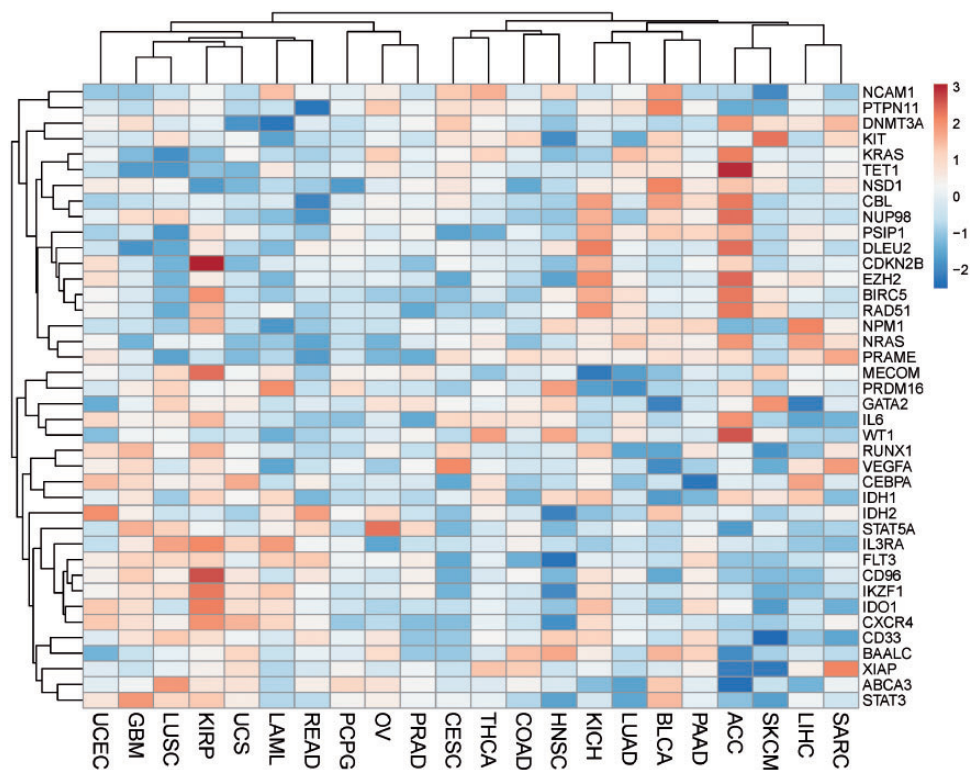 NCAM1
PTPN11
DNMT3A
KIT
KRAS
TET1
NSD1
CBL
NUP98
PSIP1
DLEU2
CDKN2B
EZH2
BIRC5
RAD51
NPM1
NRAS
PRAME
MECOM
PRDM16
GATA2
IL6
WT1
RUNX1
VEGFA
CEBPA
IDH1
IDH2
STAT5A
IL3RA
FLT3
CD96
IKZF1
IDO1
CXCR4
CD33
BAALC
XIAP
ABCA3
STAT3
3
2
1
0
−1
−2
UCEC GBM LUSC KIRP UCS LAML READ PCPG OV PRAD CESC THCA COAD HNSC KICH LUAD BLCA PAAD ACC SKCM LIHC SARC